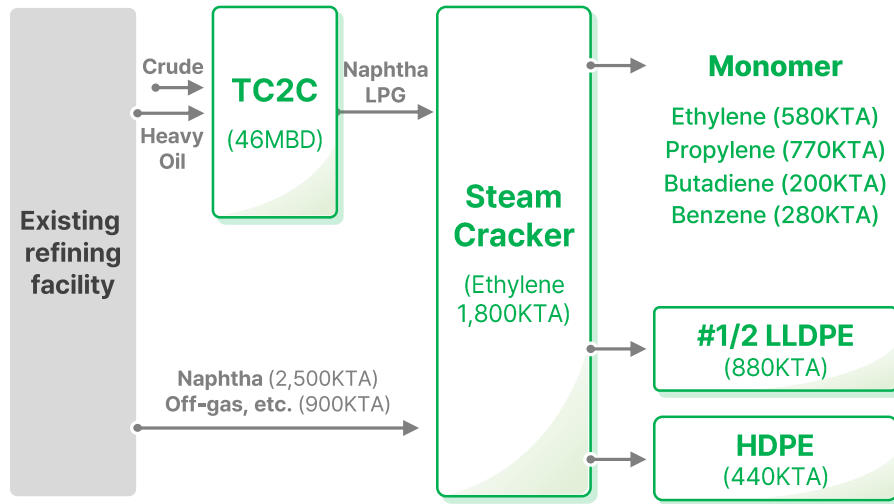 Existing
refining
facility
Crude
Heavy
Oil
TC2C
(46MBD)
Naphtha
LPG
Naphtha (2,500KTA)
Off-gas, etc. (900KTA)
Steam
Cracker
(Ethylene
1,800KTA)
Monomer
Ethylene (580KTA)
Propylene (770KTA)
Butadiene (200KTA)
Benzene (280KTA)
#1/2 LLDPE
(880KTA)
HDPE
(440KTA)